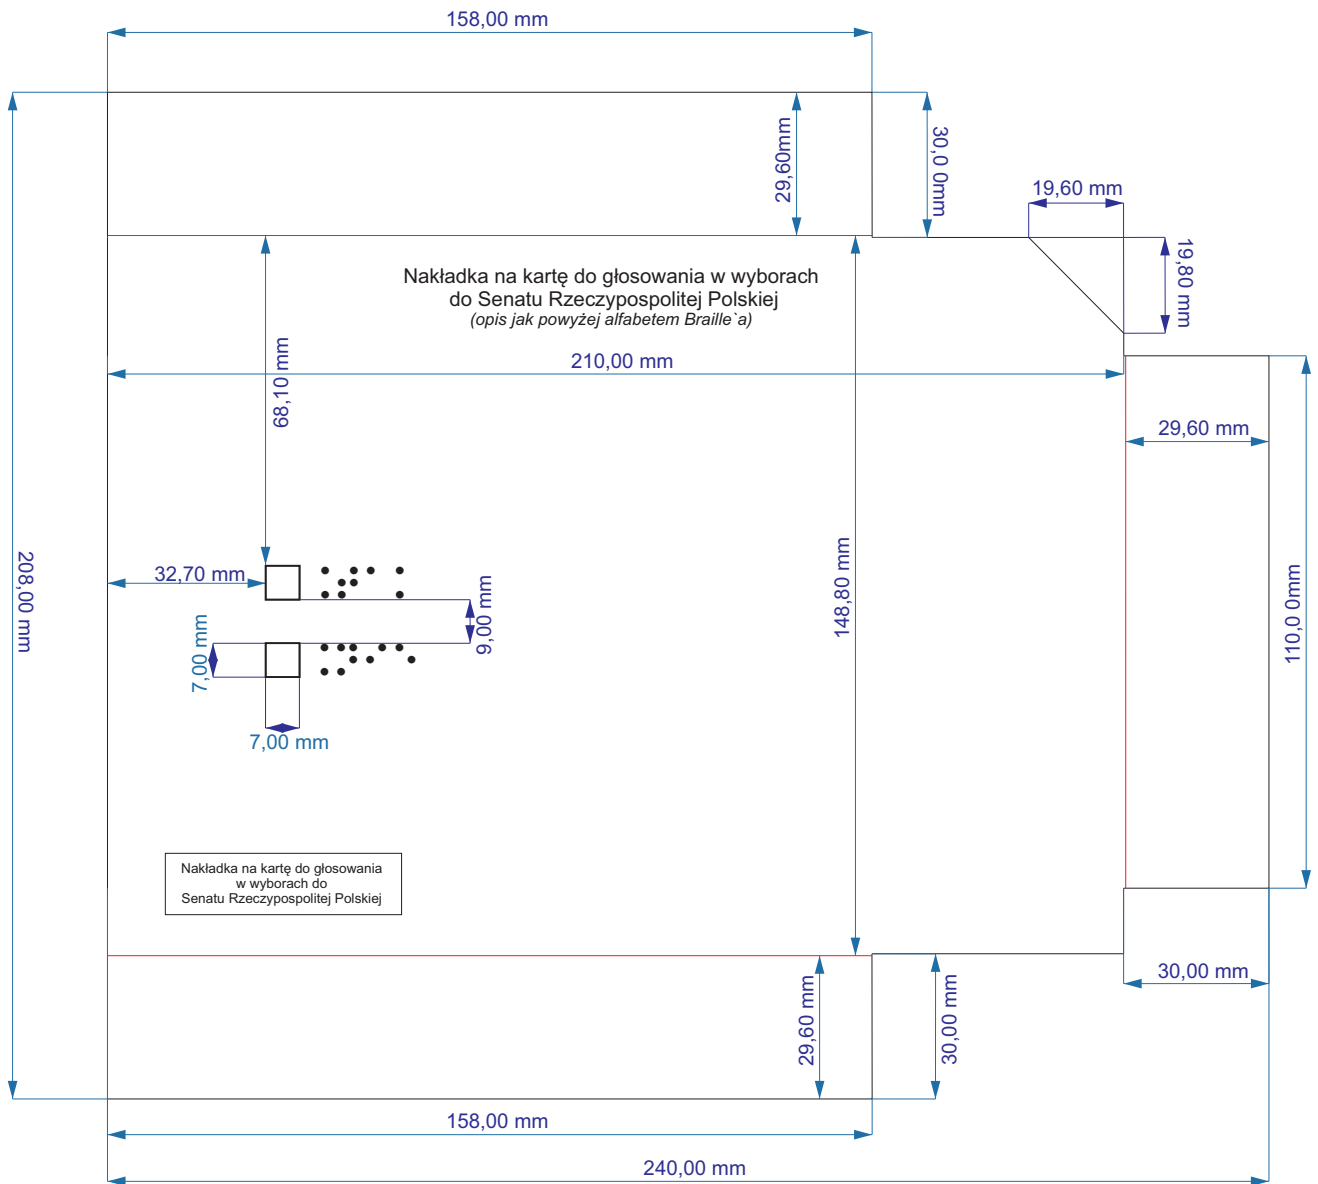 158,00 mm
29,60mm
30,0 0mm
19,60 mm
19,80 mm
Nakładka na kartę do głosowania w wyborach
do Senatu Rzeczypospolitej Polskiej
(opis jak powyżej alfabetem Braille`a)
210,00 mm
68,10 mm
29,60 mm
208,00 mm
32,70 mm
148,80 mm
9,00 mm
110,0 0mm
7,00 mm
7,00 mm
Nakładka na kartę do głosowania
w wyborach do
Senatu Rzeczypospolitej Polskiej
30,00 mm
29,60 mm
30,00 mm
158,00 mm
240,00 mm